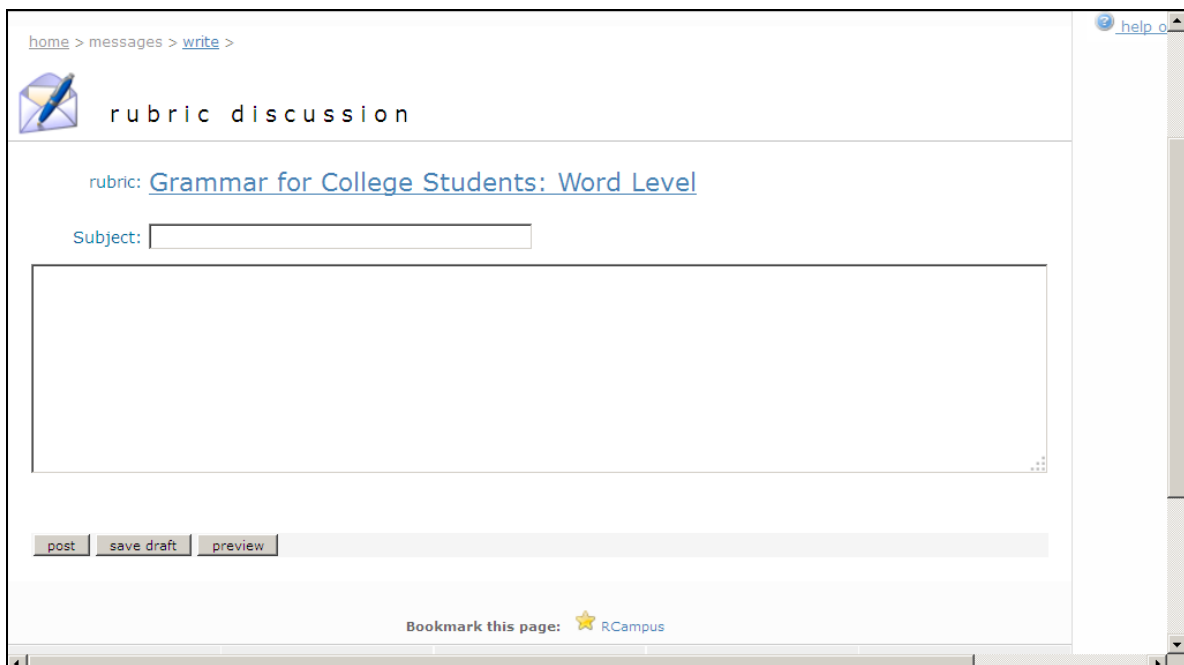 help o
home > messages > write >
rubric discussion
rubric: Grammar for College Students: Word Level
Subject:
post save draft preview
Bookmark this page: RCampus